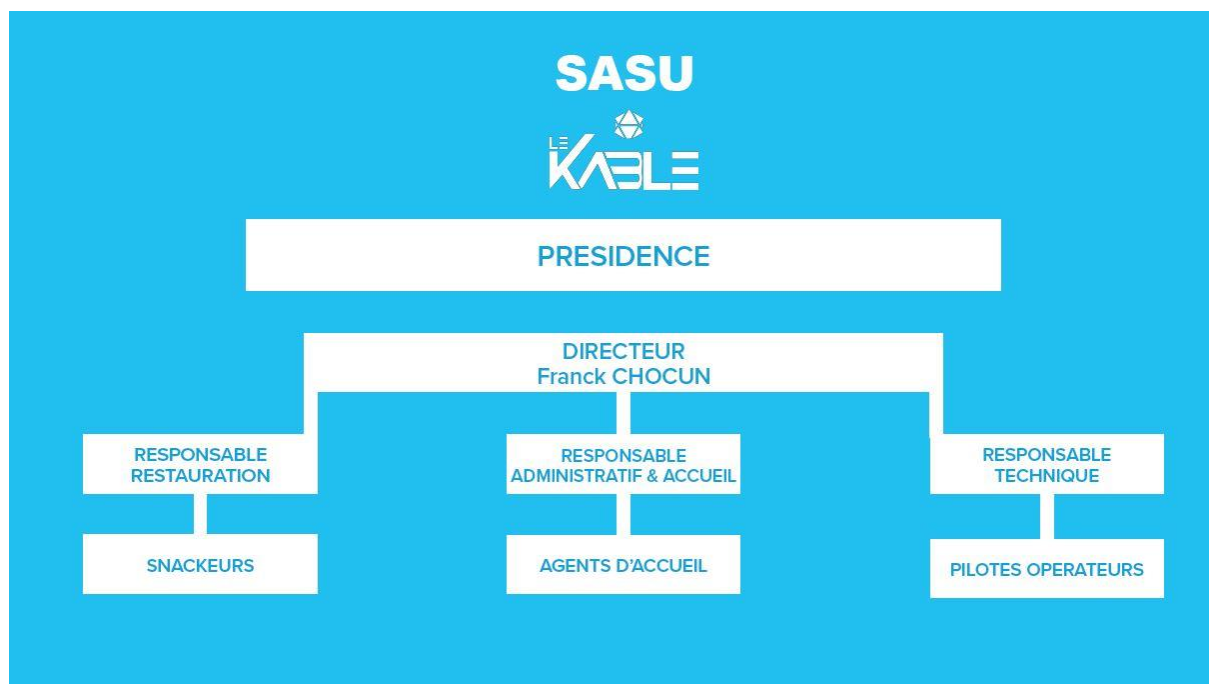 SASU
LE
KABLE
PRESIDENCE
DIRECTEUR
Franck CHOCUN
RESPONSABLE
RESTAURATION
RESPONSABLE
ADMINISTRATIF & ACCUEIL
RESPONSABLE
TECHNIQUE
SNACKEURS
AGENTS D'ACCUEIL
PILOTES OPERATEURS